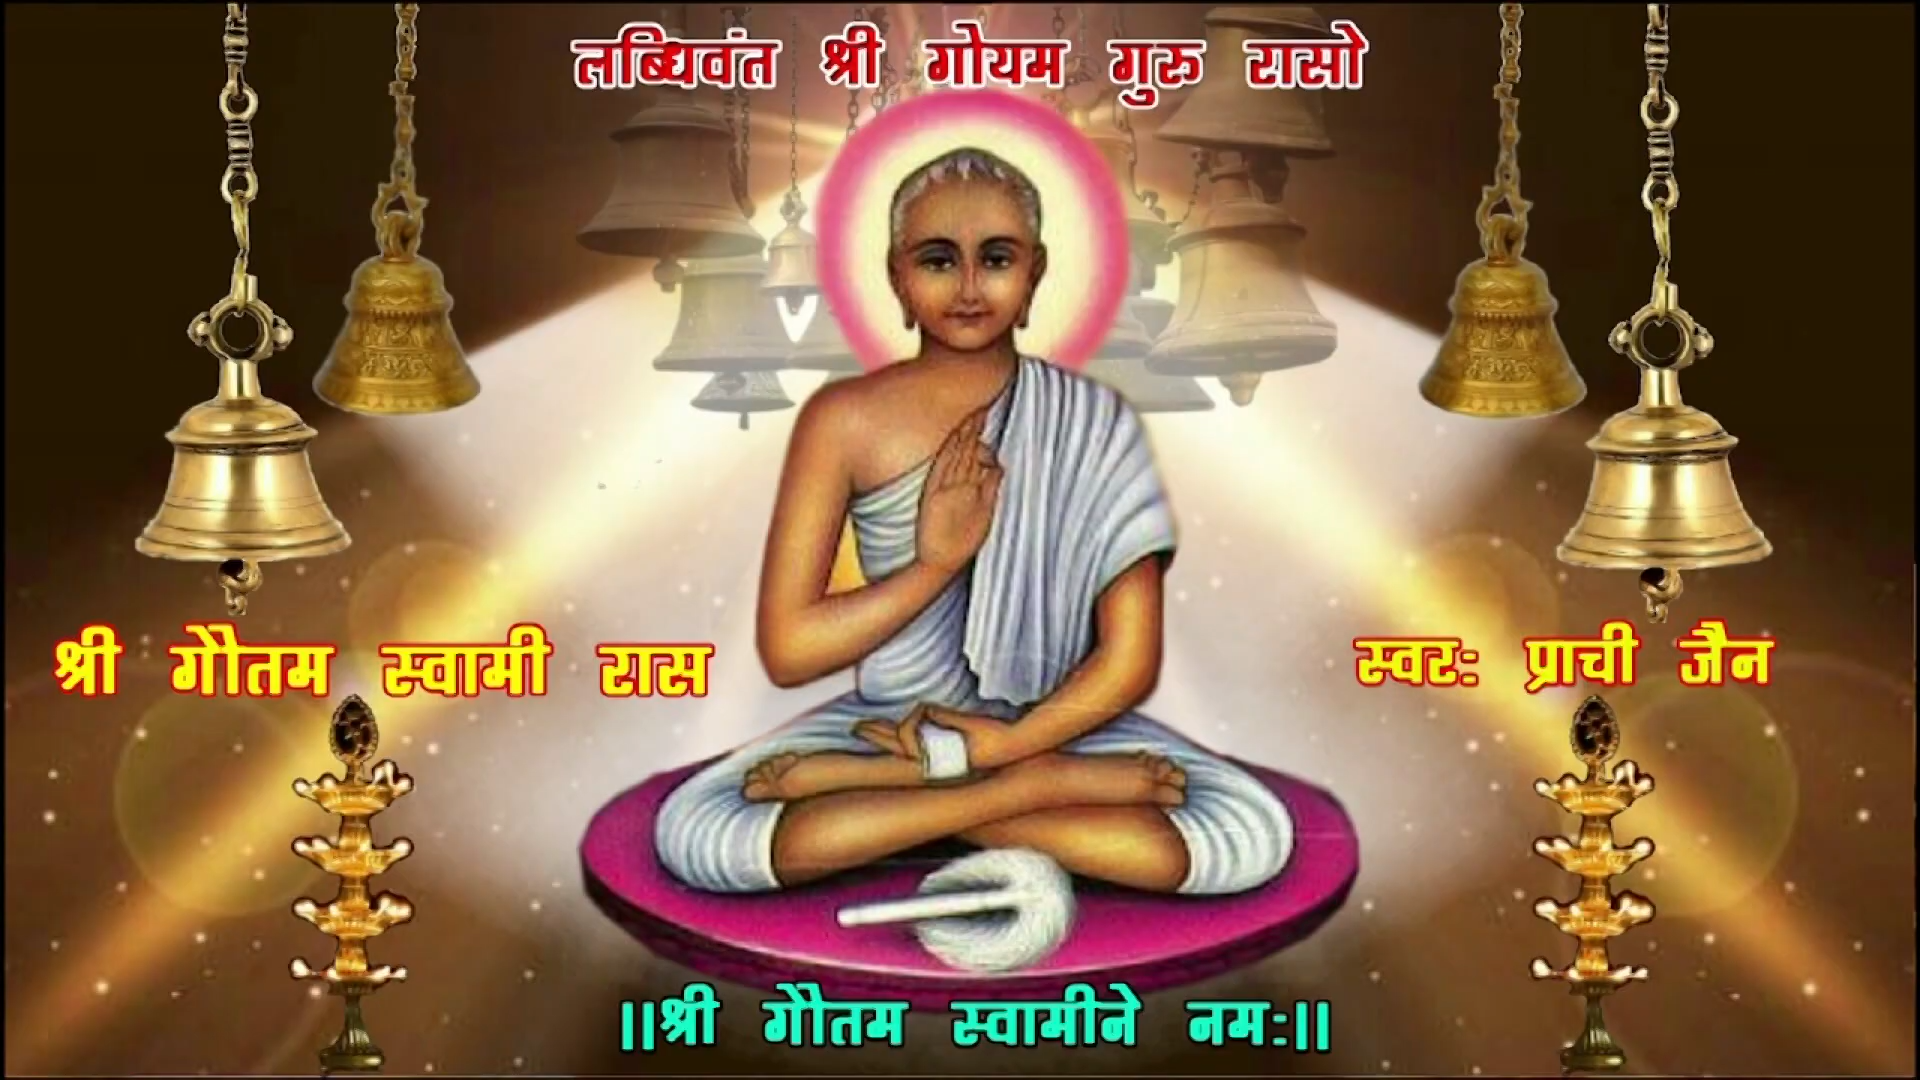 लब्धिवंत श्री गोयम गुरु रासो
श्री गौतम स्वामी रास
स्वर: प्राची जैन
||श्री गौतम स्वामीने नम:||